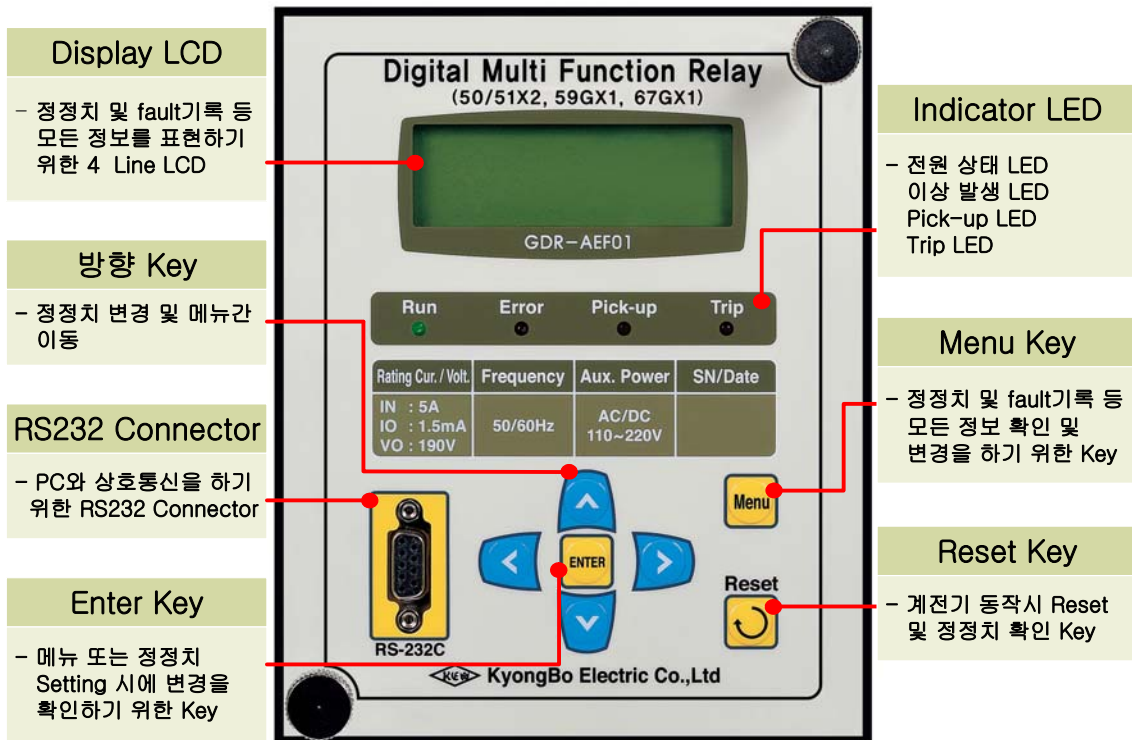 Display LCD
- 정정치 및 fault기록 등
모든 정보를 표현하기
위한 4 Line LCD
방향 Key
- 정정치 변경 및 메뉴간
이동
RS232 Connector
- PC와 상호통신을 하기
위한 RS232 Connector
Enter Key
- 메뉴 또는 정정치
Setting 시에 변경을
확인하기 위한 Key
Digital Multi Function Relay
(50/51X2, 59GX1, 67GX1)
GDR-AEF01
Run Error Pick-up Trip
Rating Cur. / Volt. Frequency Aux. Power SN/Date
IN : 5A
IO : 1.5mA
VO : 190V
50/60Hz
AC/DC
110~220V
Menu
ENTER
Reset
RS-232C
KyongBo Electric Co.,Ltd
Indicator LED
- 전원 상태 LED
이상 발생 LED
Pick-up LED
Trip LED
Menu Key
- 정정치 및 fault기록 등
모든 정보 확인 및
변경을 하기 위한 Key
Reset Key
- 계전기 동작시 Reset
및 정정치 확인 Key